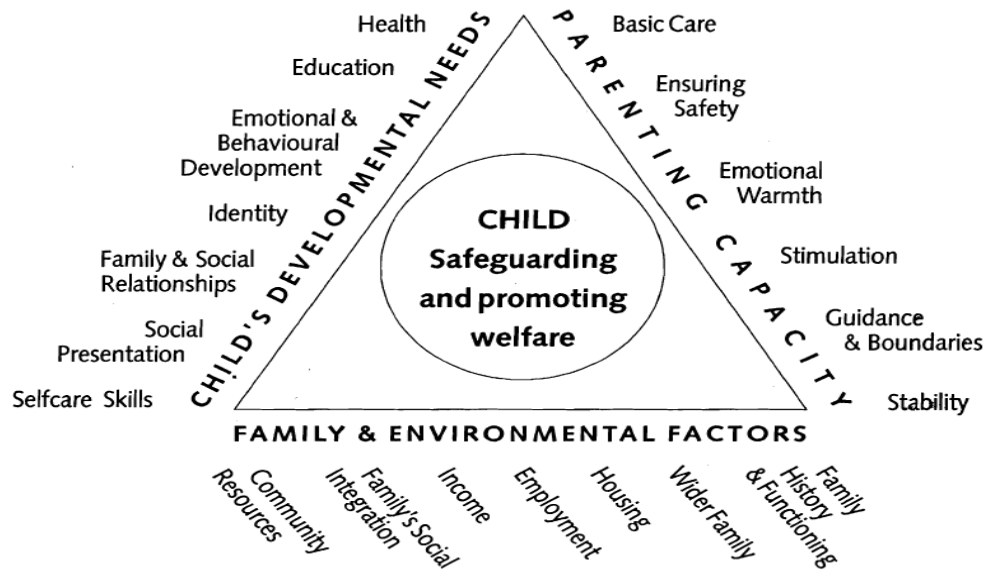 Health
Education
Emotional &
Behavioural
Development
Identity
Family & Social
Relationships
Social
Presentation
Selfcare Skills
CHILD'S DEVELOPMENTAL NEEDS
PARENTING CAPACITY
Basic Care
Ensuring
Safety
Emotional
Warmth
Stimulation
Guidance
& Boundaries
Stability
CHILD
Safeguarding
and promoting
welfare
FAMILY & ENVIRONMENTAL FACTORS
Community
Resources
Family's Social
Integration
Income
Employment
Housing
Wider Family
Family
History
& Functioning